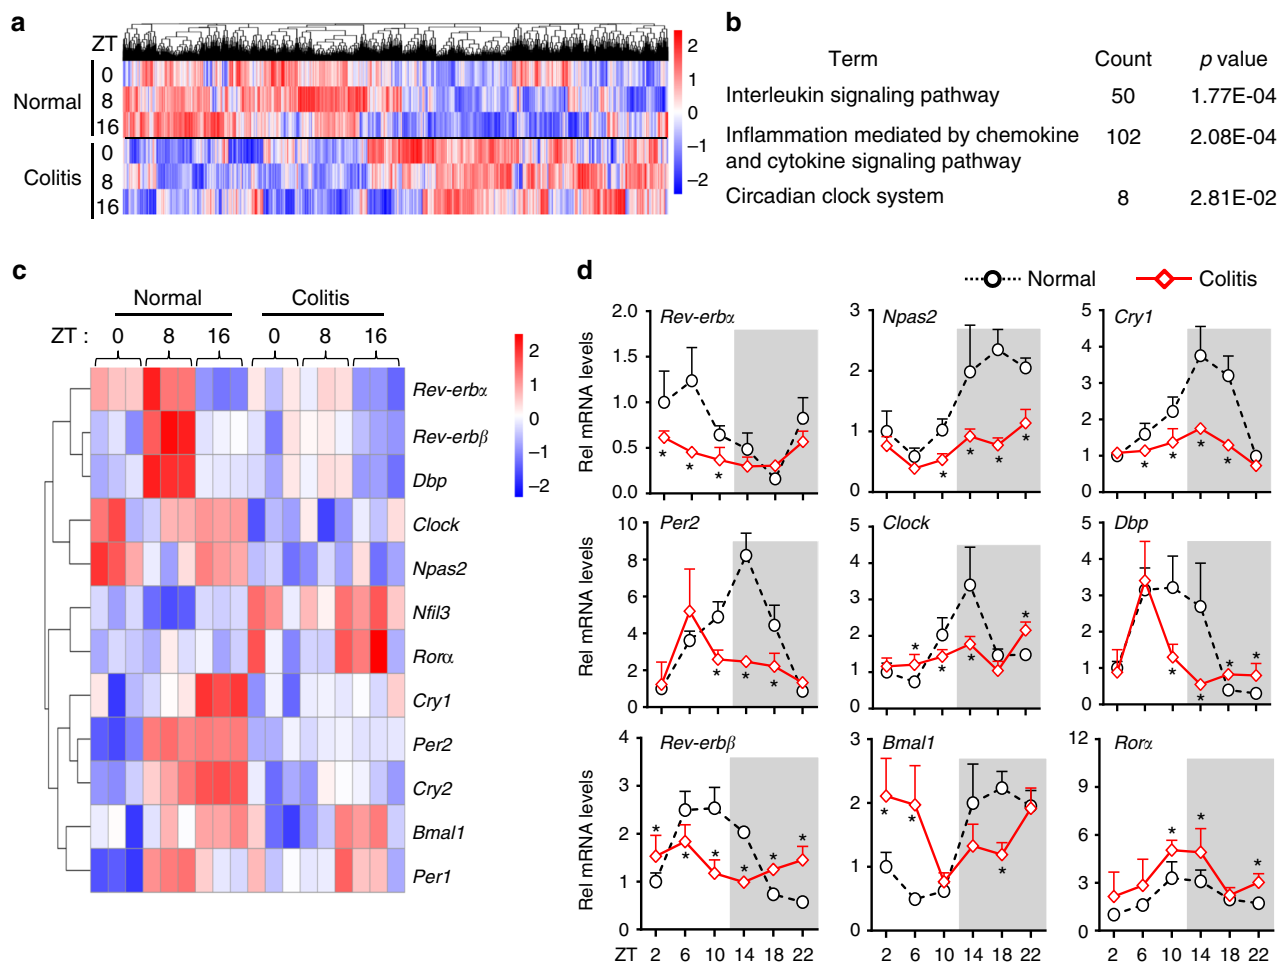 a
ZT
Normal
0
8
16
Colitis
0
8
16
2
1
0
−1
−2
b
Term Count p value
Interleukin signaling pathway 50 1.77E-04
Inflammation mediated by chemokine 102 2.08E-04
and cytokine signaling pathway
Circadian clock system 8 2.81E-02
c
Normal Colitis
ZT : 0 8 16 0 8 16
2
1
0
−1
−2
Rev-erbα
Rev-erbβ
Dbp
Clock
Npas2
Nfil3
Rorα
Cry1
Per2
Cry2
Bmal1
Per1
d
Normal Colitis
Rel mRNA levels
2.0
1.5
1.0
0.5
0.0
Rev-erbα
* * *
3
2
1
0
Npas2
* * * *
5
4
3
2
1
0
Cry1
* * * *
Rel mRNA levels
10
8
6
4
2
0
Per2
* * *
5
4
3
2
1
0
Clock
* * * *
5
4
3
2
1
0
Dbp
* * * *
Rel mRNA levels
4
3
2
1
0
Rev-erbβ
* * * * * *
3
2
1
0
Bmal1
* * *
12
9
6
3
0
Rorα
* * *
ZT 2 6 10 14 18 22
2 6 10 14 18 22
2 6 10 14 18 22